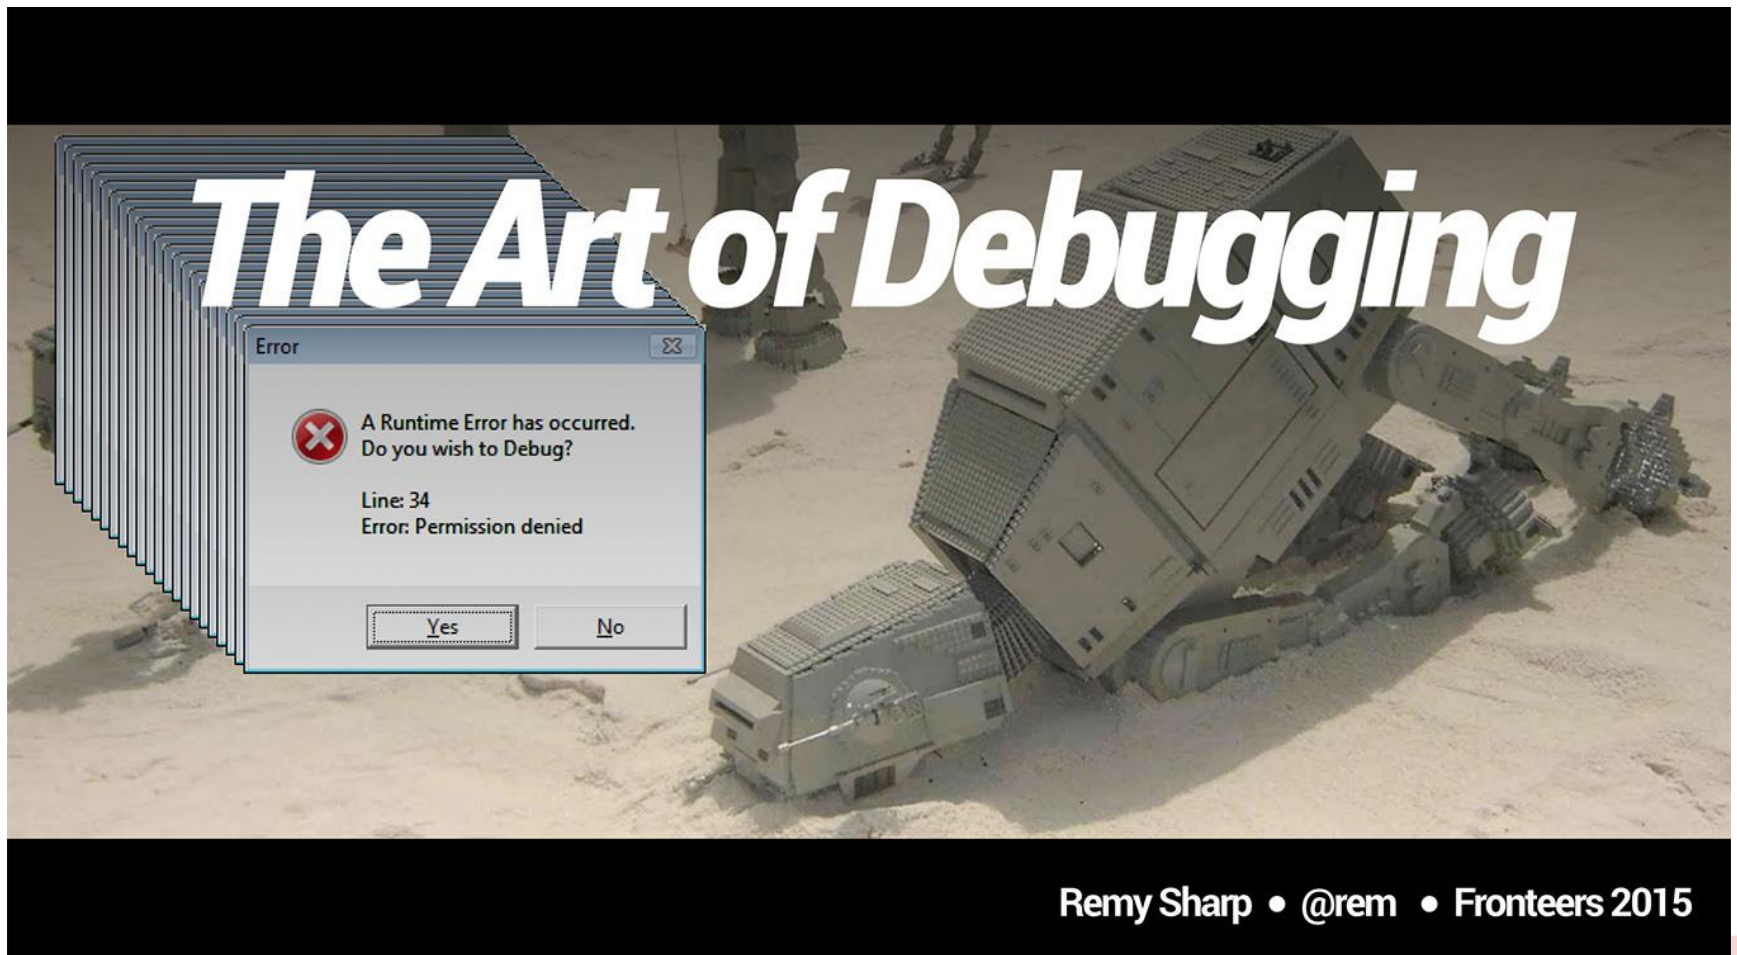 The Art of Debugging
Error
A Runtime Error has occurred.
Do you wish to Debug?
Line: 34
Error: Permission denied
Yes
No
Remy Sharp • @rem • Fronteers 2015